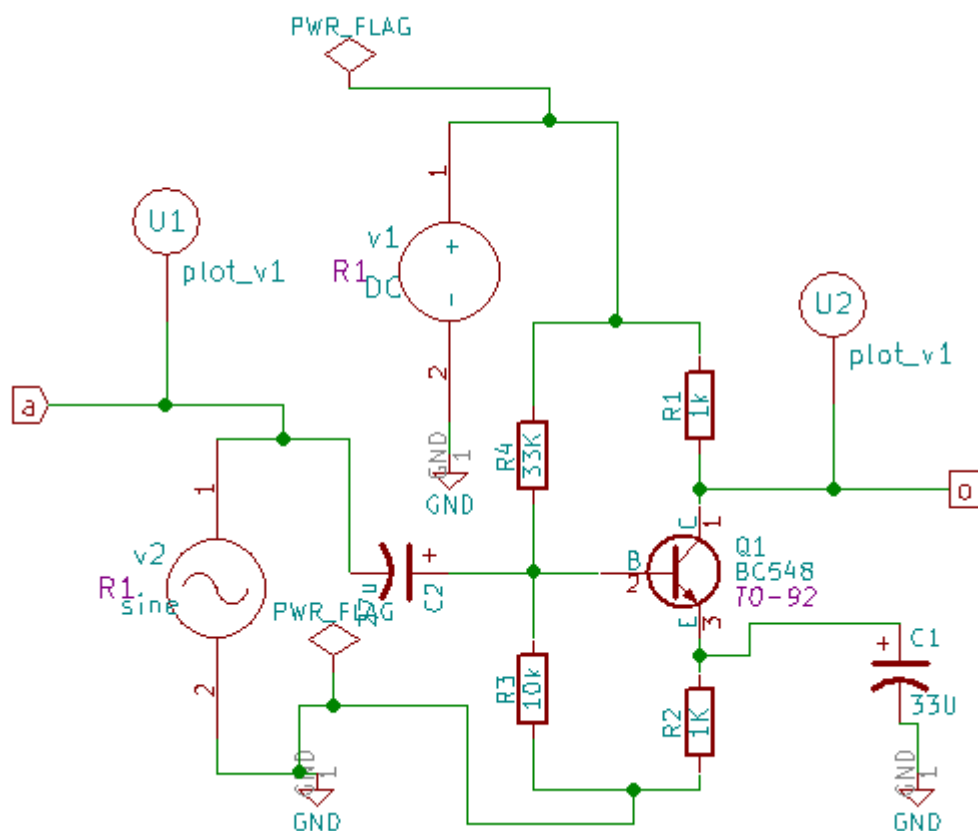 PWR_FLAG
U1
plot_v1
1
v1
R1
DC
2
GND
1
GND
U2
plot_v1
a
R4
33K
R1
1k
o
1
v2
R1.
sine
2
PWR_FLAG
C2
B
2
C
1
E
3
Q1
BC548
TO-92
R3
10k
R2
1K
C1
33U
GND
1
GND
GND
1
GND